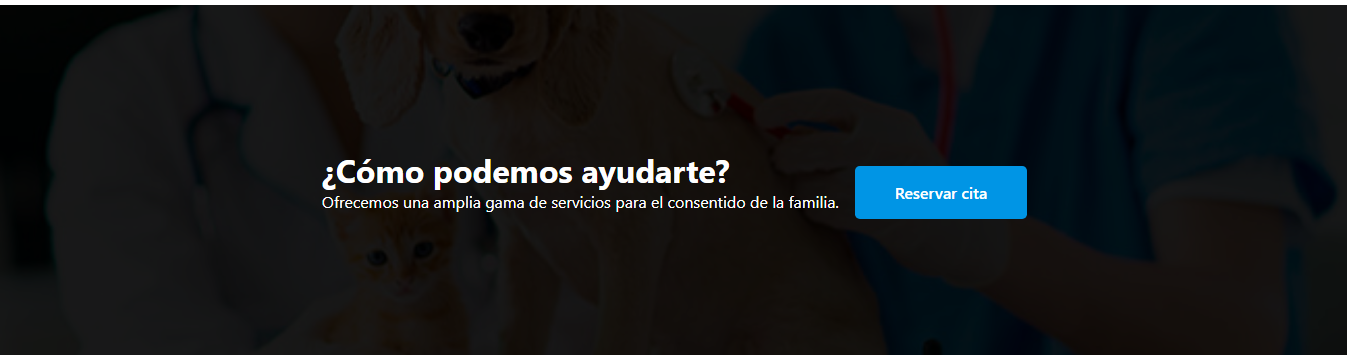 ¿Cómo podemos ayudarte?
Ofrecemos una amplia gama de servicios para el consentido de la familia.
Reservar cita